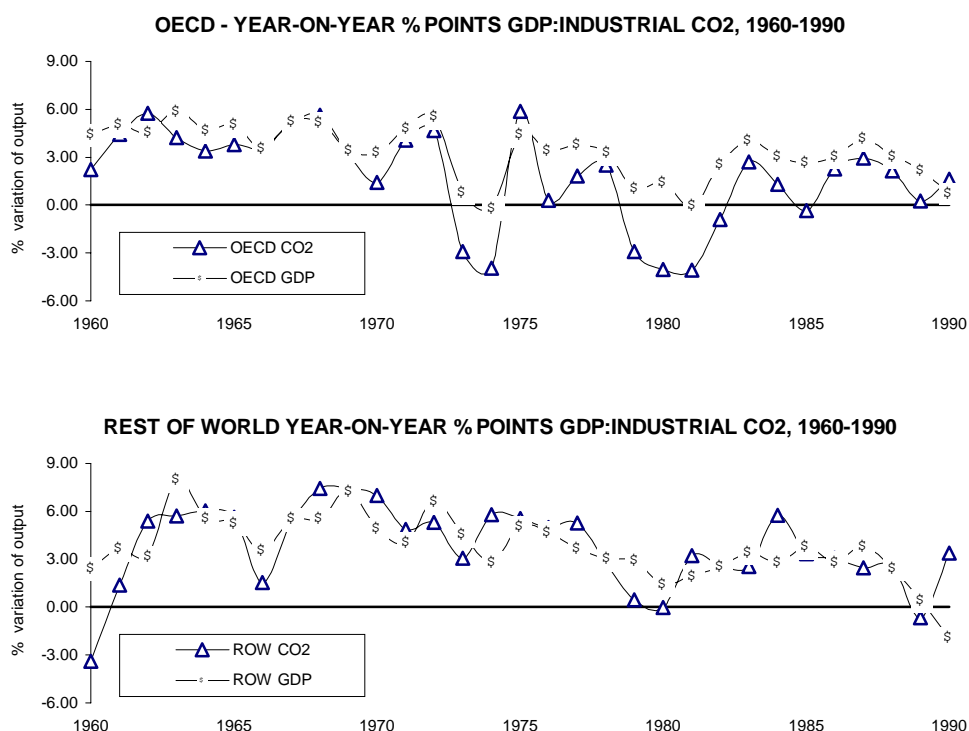 OECD - YEAR-ON-YEAR % POINTS GDP:INDUSTRIAL CO2, 1960-1990
9.00
6.00
3.00
0.00
-3.00
-6.00
% variation of output
OECD CO2
$ OECD GDP
1960 1965 1970 1975 1980 1985 1990
REST OF WORLD YEAR-ON-YEAR % POINTS GDP:INDUSTRIAL CO2, 1960-1990
9.00
6.00
3.00
0.00
-3.00
-6.00
% variation of output
ROW CO2
$ ROW GDP
1960 1965 1970 1975 1980 1985 1990